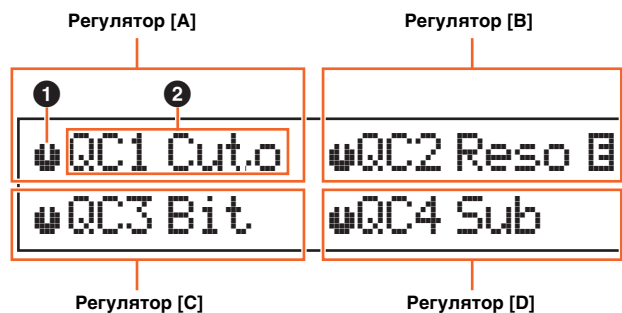 Регулятор [A] Регулятор [B]
1 2
QC1 Cut.o QC2 Reso E
QC3 Bit QC4 Sub
Регулятор [C] Регулятор [D]